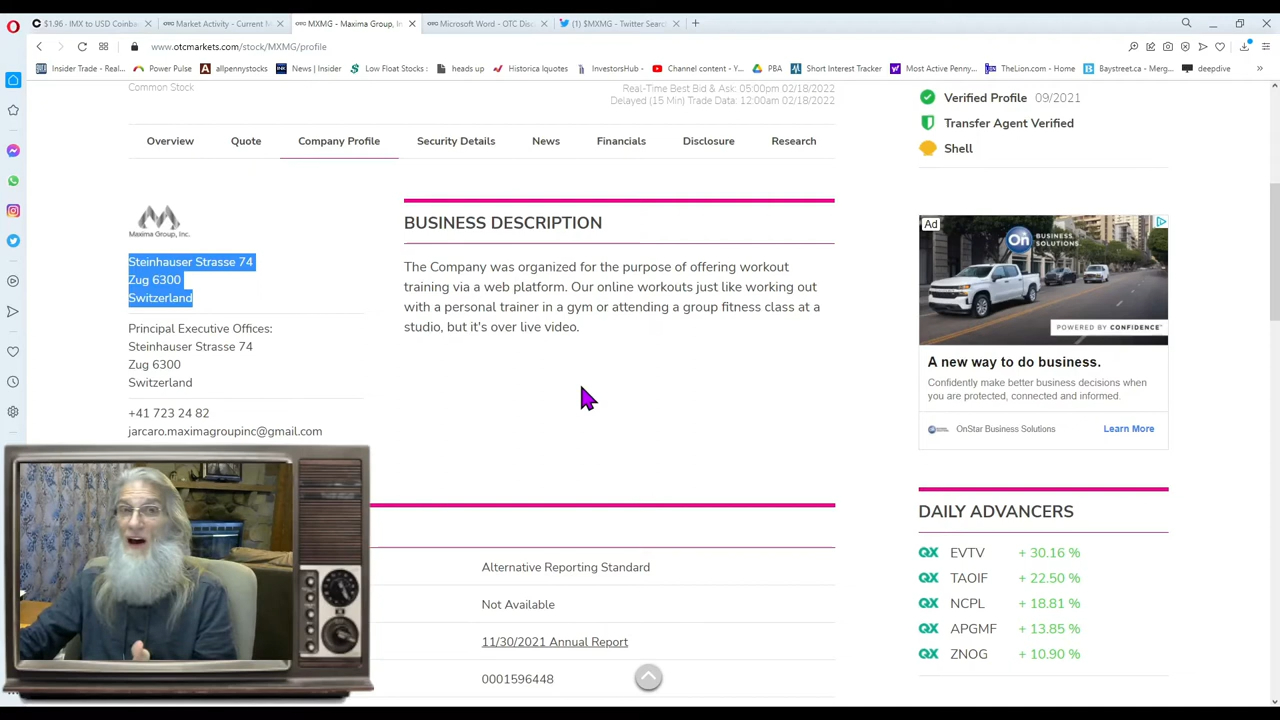 $1.96 - IMX to USD Coinba
Market Activity - Current M
MXMG - Maxima Group, In
Microsoft Word - OTC Disc
(1) $MXMG - Twitter Searc
www.otcmarkets.com/stock/MXMG/profile
Insider Trade - Real...
Power Pulse
allpennystocks
News | Insider
Low Float Stocks :
heads up
Historica Iquotes
InvestorsHub -
Channel content - Y...
PBA
Short Interest Tracker
Most Active Penny...
TheLion.com - Home
Baystreet.ca - Merg...
deepdive
Common Stock
Real-Time Best Bid & Ask: 05:00pm 02/18/2022
Delayed (15 Min) Trade Data: 12:00am 02/18/2022
Verified Profile 09/2021
Transfer Agent Verified
Shell
Overview
Quote
Company Profile
Security Details
News
Financials
Disclosure
Research
Maxima Group, Inc.
Steinhauser Strasse 74
Zug 6300
Switzerland
Principal Executive Offices:
Steinhauser Strasse 74
Zug 6300
Switzerland
+41 723 24 82
jarcaro.maximagroupinc@gmail.com
BUSINESS DESCRIPTION
The Company was organized for the purpose of offering workout
training via a web platform. Our online workouts just like working out
with a personal trainer in a gym or attending a group fitness class at a
studio, but it's over live video.
Ad
On BUSINESS SOLUTIONS
POWERED BY CONFIDENCE™
A new way to do business.
Confidently make better business decisions when
you are protected, connected and informed.
OnStar Business Solutions
Learn More
Alternative Reporting Standard
Not Available
11/30/2021 Annual Report
0001596448
DAILY ADVANCERS
QX EVTV + 30.16 %
QX TAOIF + 22.50 %
QX NCPL + 18.81 %
QX APGMF + 13.85 %
QX ZNOG + 10.90 %